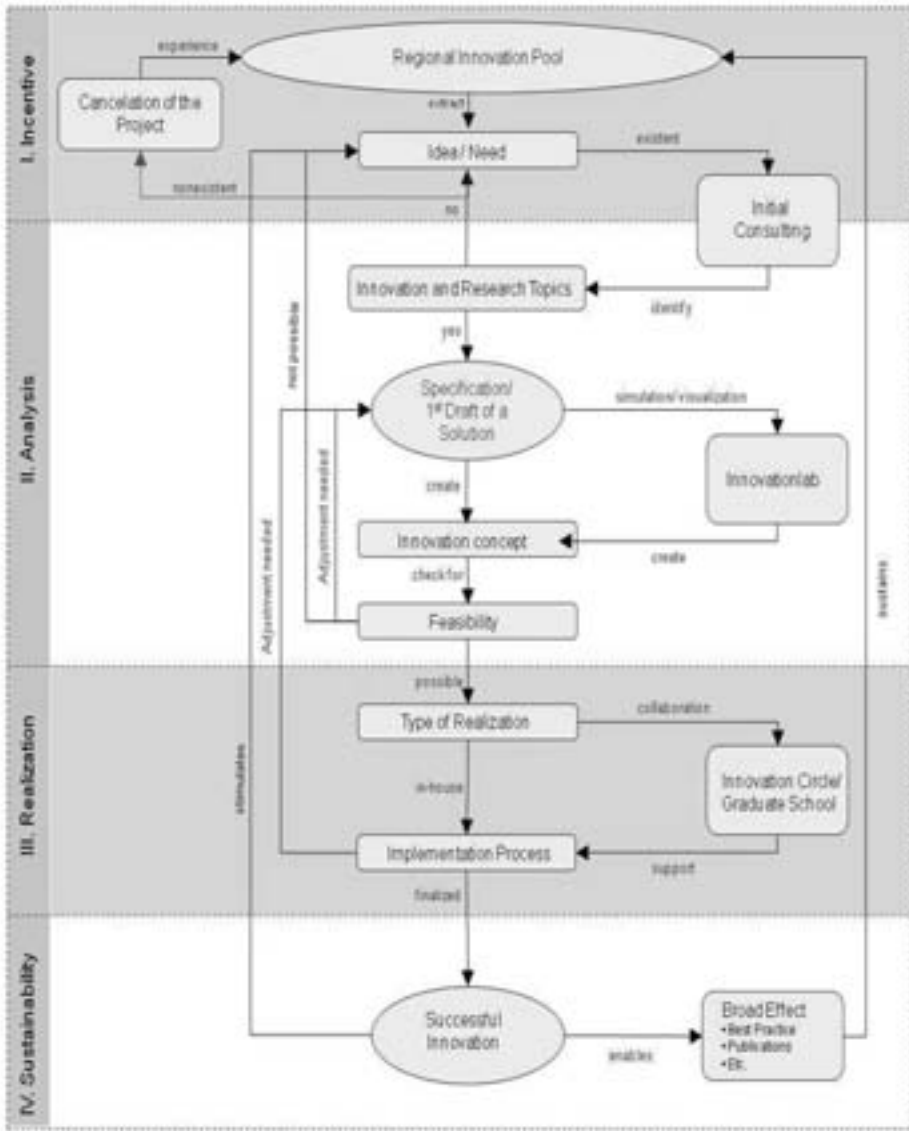 I. Incentive
experience
Regional Innovation Pool
Cancelation of the
Project
extract
Idea / Need
existent
nonexistent
no
Initial
Consulting
II. Analysis
Innovation and Research Topics
identify
yes
not possible
Specification/
1st Draft of a
Solution
simulation/visualization
Innovationlab
create
Adjustment needed
Adjustment needed
Innovation concept
create
check for
Feasibility
sustains
III. Realization
possible
Type of Realization
collaboration
stimulates
in-house
Innovation Circle/
Graduate School
Implementation Process
support
finalized
IV. Sustainability
Successful
Innovation
enables
Broad Effect
•Best Practice
•Publications
•Etc.